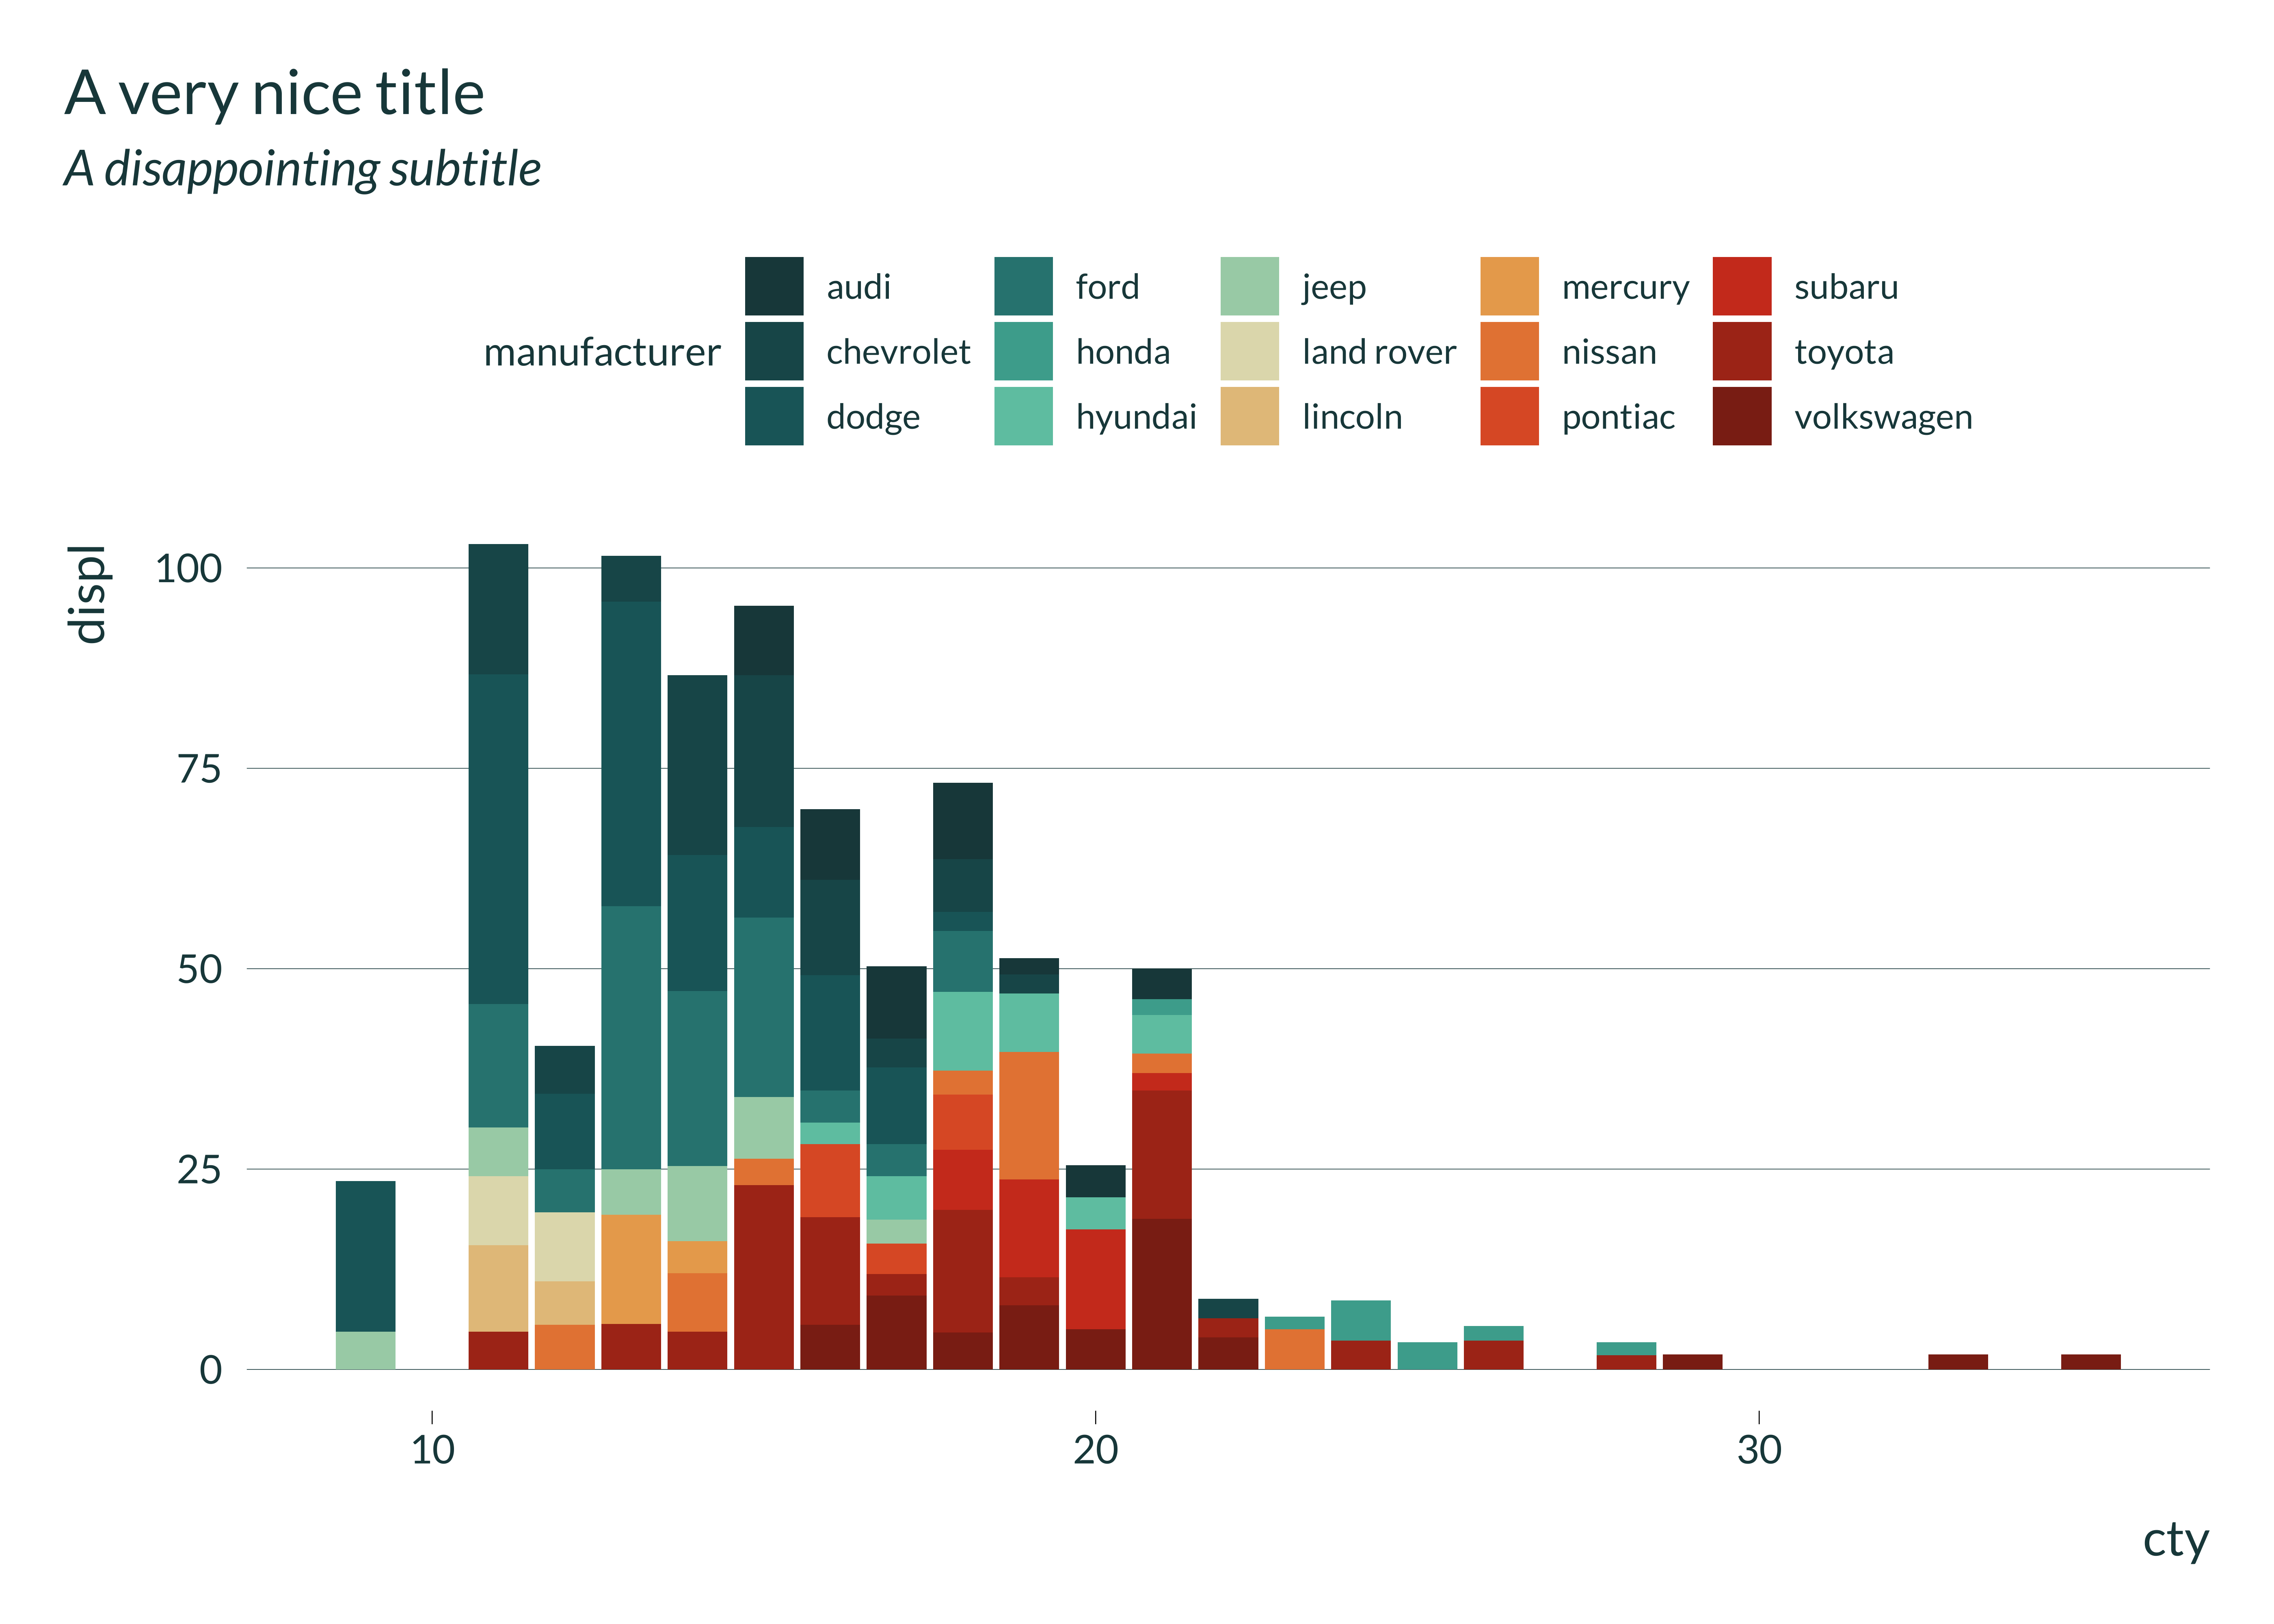 A very nice title
A disappointing subtitle
manufacturer
audi ford jeep mercury subaru
chevrolet honda land rover nissan toyota
dodge hyundai lincoln pontiac volkswagen
displ
100
75
50
25
0
10 20 30
cty